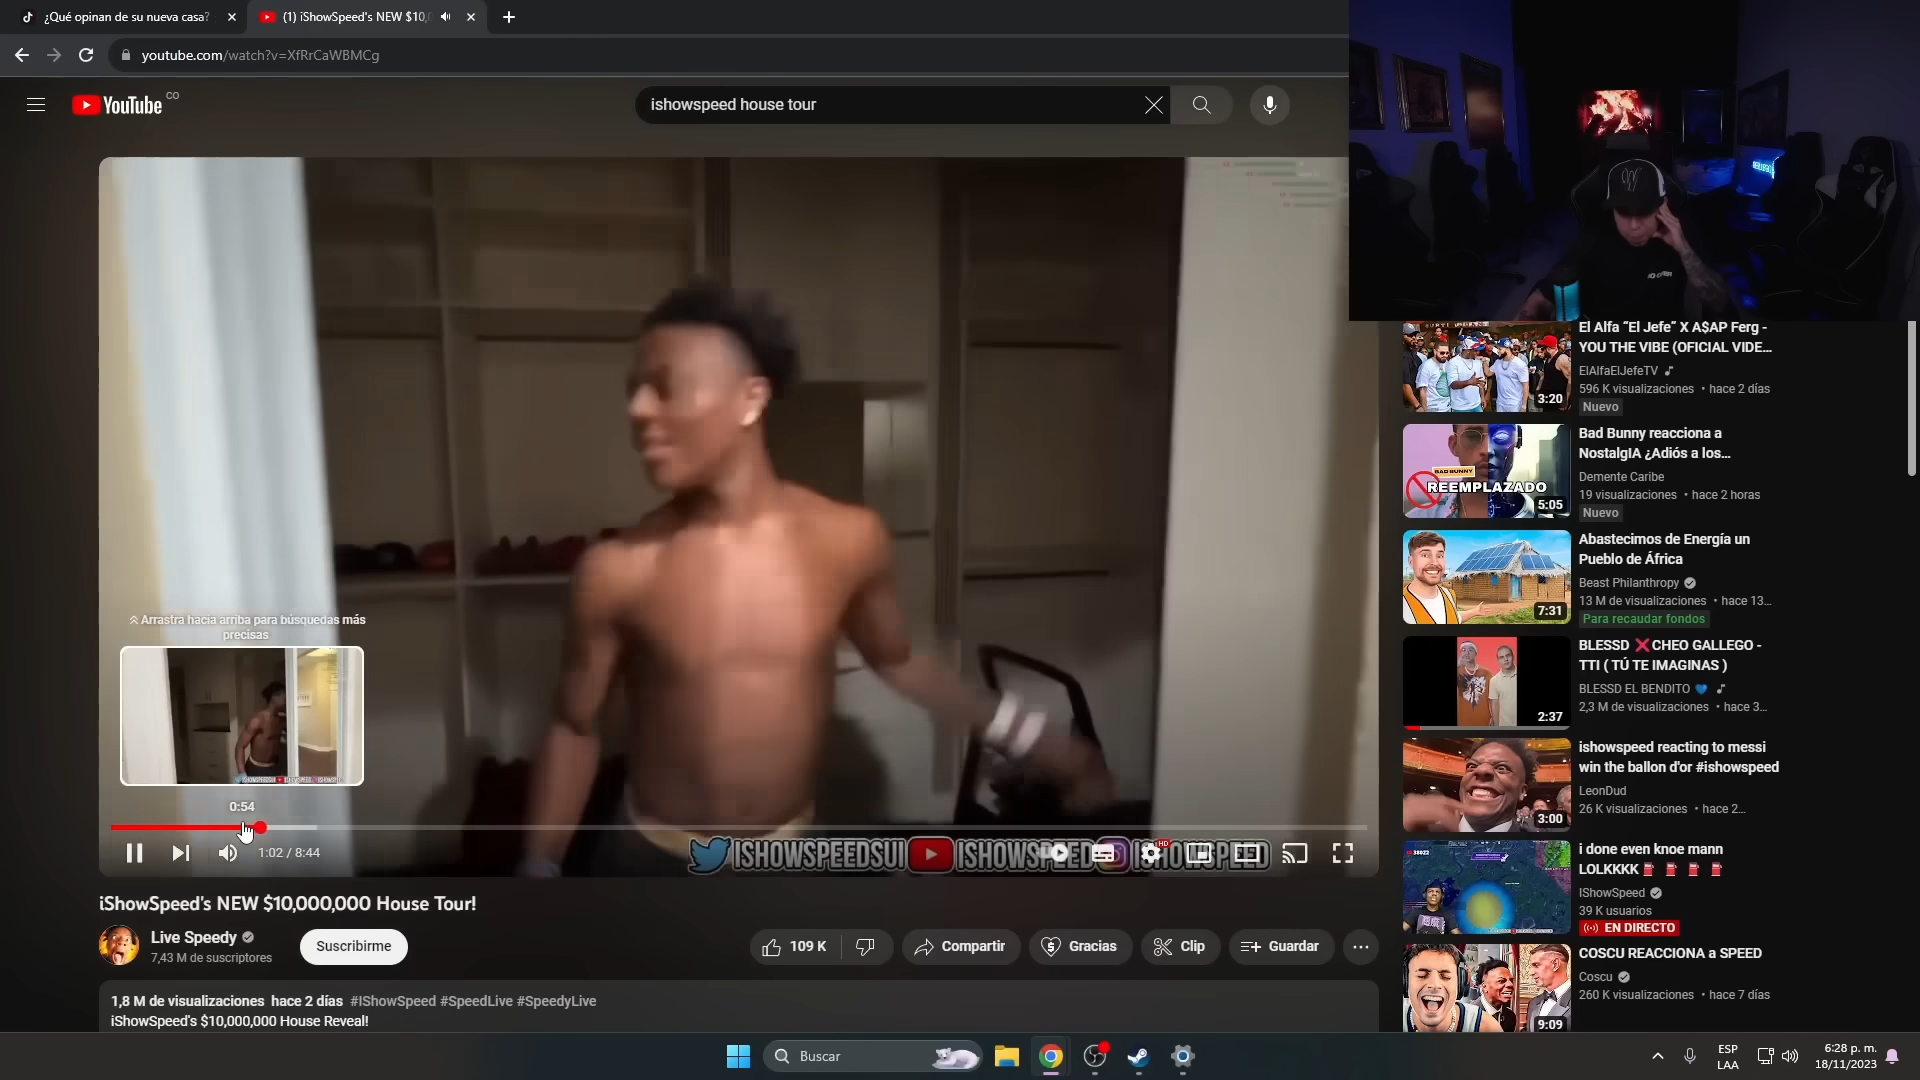 ¿Qué opinan de su nueva casa?
(1) iShowSpeed's NEW $10,0
youtube.com/watch?v=XfRrCaWBMCg
YouTube CO
ishowspeed house tour
Arrastra hacia arriba para búsquedas más
precisas
0:54
1:02 / 8:44
ISHOWSPEEDSUI ISHOWSPEED ISHOWSPEED
HD
iShowSpeed's NEW $10,000,000 House Tour!
Live Speedy
7,43 M de suscriptores
Suscribirme
109 K
Compartir
Gracias
Clip
Guardar
1,8 M de visualizaciones hace 2 días #IShowSpeed #SpeedLive #SpeedyLive
iShowSpeed's $10,000,000 House Reveal!
El Alfa “El Jefe” X A$AP Ferg -
YOU THE VIBE (OFICIAL VIDE...
ElAlfaElJefeTV
596 K visualizaciones • hace 2 días
Nuevo
3:20
Bad Bunny reacciona a
NostalgIA ¿Adiós a los...
Demente Caribe
19 visualizaciones • hace 2 horas
Nuevo
BAD BUNNY
REEMPLAZADO
5:05
Abastecimos de Energía un
Pueblo de África
Beast Philanthropy
13 M de visualizaciones • hace 13...
Para recaudar fondos
7:31
BLESSD ❌CHEO GALLEGO -
TTI ( TÚ TE IMAGINAS )
BLESSD EL BENDITO 💙
2,3 M de visualizaciones • hace 3...
2:37
ishowspeed reacting to messi
win the ballon d'or #ishowspeed
LeonDud
26 K visualizaciones • hace 2...
3:00
i done even knoe mann
LOLKKKK⛽ ⛽ ⛽ ⛽
IShowSpeed
39 K usuarios
EN DIRECTO
COSCU REACCIONA a SPEED
Coscu
260 K visualizaciones • hace 7 días
9:09
Buscar
ESP
LAA
6:28 p. m.
18/11/2023